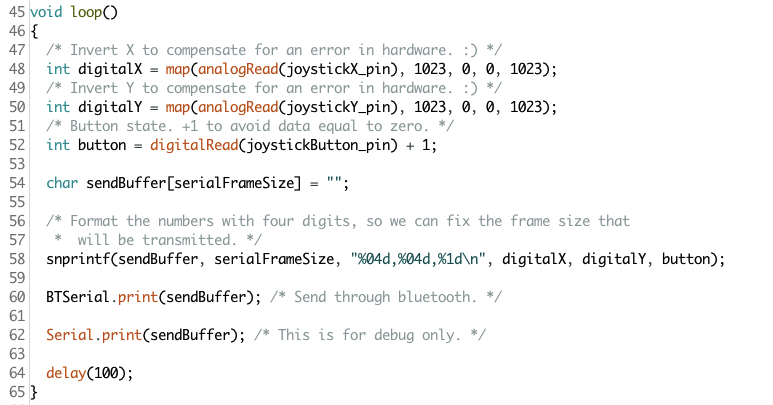 45 void loop()
46 {
47   /* Invert X to compensate for an error in hardware. :) */
48   int digitalX = map(analogRead(joystickX_pin), 1023, 0, 0, 1023);
49   /* Invert Y to compensate for an error in hardware. :) */
50   int digitalY = map(analogRead(joystickY_pin), 1023, 0, 0, 1023);
51   /* Button state. +1 to avoid data equal to zero. */
52   int button = digitalRead(joystickButton_pin) + 1;
53
54   char sendBuffer[serialFrameSize] = "";
55
56   /* Format the numbers with four digits, so we can fix the frame size that
57    *  will be transmitted. */
58   snprintf(sendBuffer, serialFrameSize, "%04d,%04d,%1d\n", digitalX, digitalY, button);
59
60   BTSerial.print(sendBuffer); /* Send through bluetooth. */
61
62   Serial.print(sendBuffer); /* This is for debug only. */
63
64   delay(100);
65 }